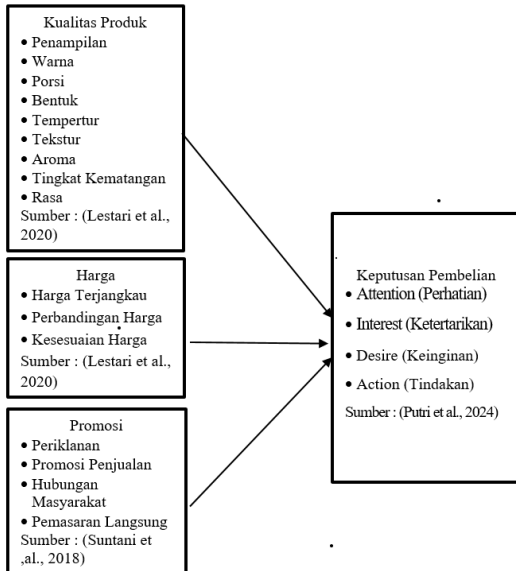 Kualitas Produk
• Penampilan
• Warna
• Porsi
• Bentuk
• Tempertur
• Tekstur
• Aroma
• Tingkat Kematangan
• Rasa
Sumber : (Lestari et al.,
2020)
Harga
• Harga Terjangkau
• Perbandingan Harga
• Kesesuaian Harga
Sumber : (Lestari et al.,
2020)
Promosi
• Periklanan
• Promosi Penjualan
• Hubungan
Masyarakat
• Pemasaran Langsung
Sumber : (Suntani et
,al., 2018)
Keputusan Pembelian
• Attention (Perhatian)
• Interest (Ketertarikan)
• Desire (Keinginan)
• Action (Tindakan)
Sumber : (Putri et al., 2024)